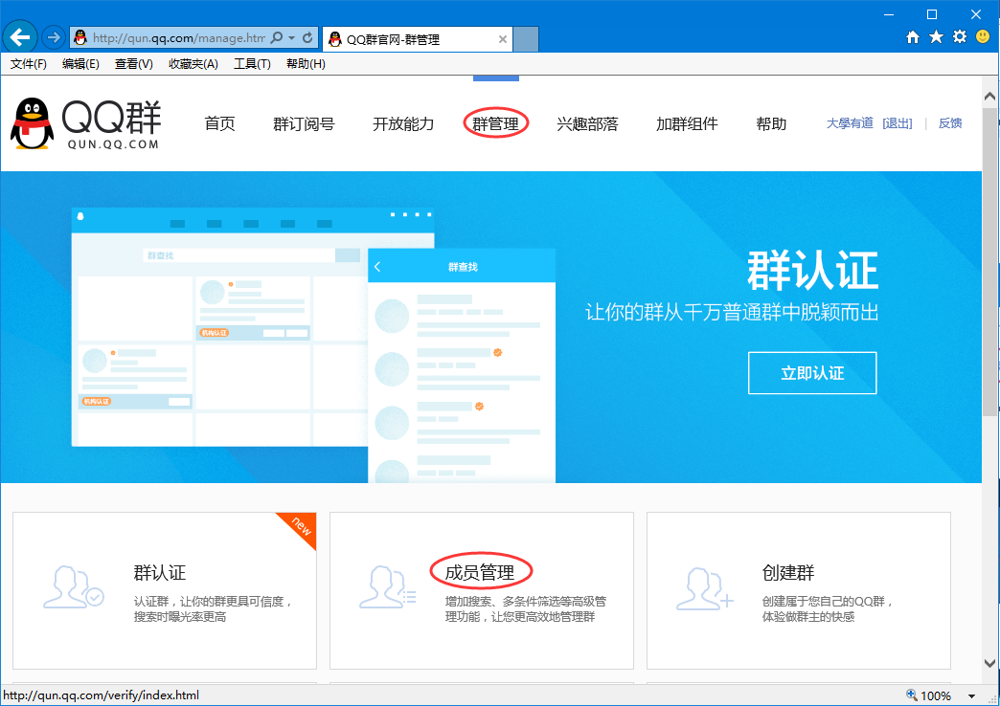 http://qun.qq.com/manage.htm
QQ群官网-群管理
文件(F) 编辑(E) 查看(V) 收藏夹(A) 工具(T) 帮助(H)
QQ群
QUN.QQ.COM
首页 群订阅号 开放能力 群管理 兴趣部落 加群组件 帮助 大學有道 [退出] | 反馈
群查找
群查找
机构认证
机构认证
群认证
让你的群从千万普通群中脱颖而出
立即认证
new
群认证
认证群，让你的群更具可信度，
搜索时曝光率更高
成员管理
增加搜索、多条件筛选等高级管
理功能，让您更高效地管理群
创建群
创建属于您自己的QQ群，
体验做群主的快感
http://qun.qq.com/verify/index.html
100%